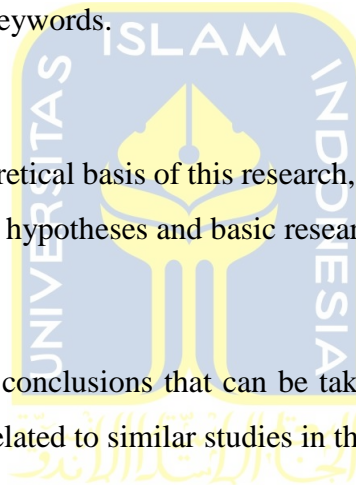 eywords.
ISLAM
UNIVERSITAS
INDONESIA
retical basis of this research,
hypotheses and basic resear
conclusions that can be tak
elated to similar studies in th